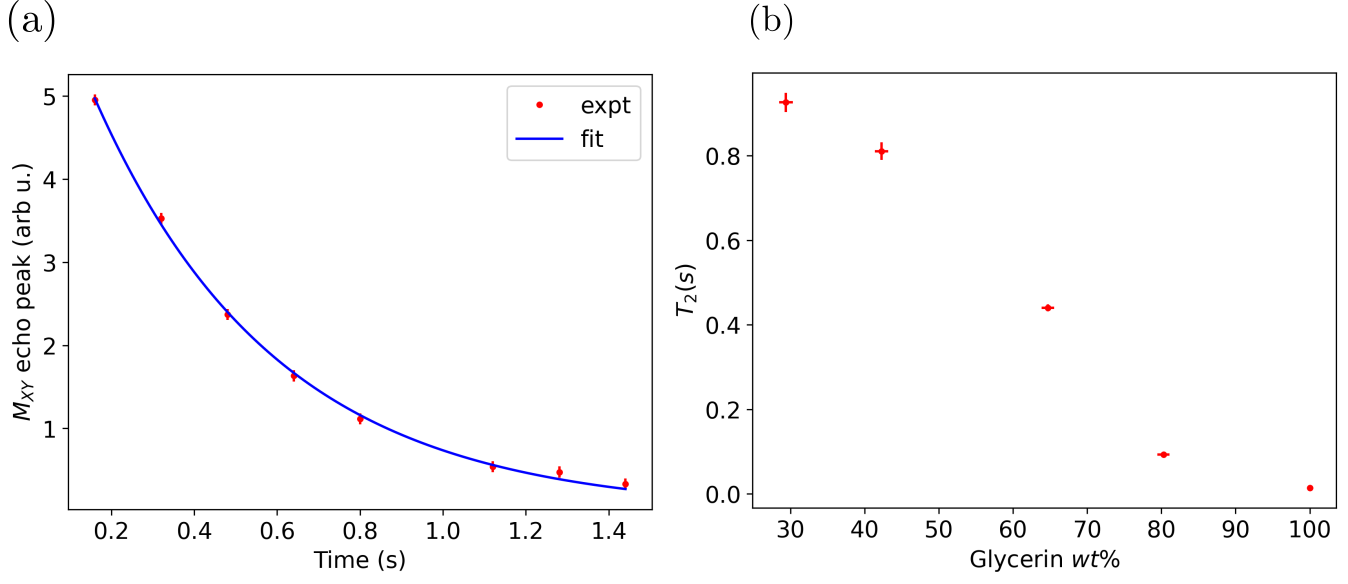 (a)
5
4
3
2
1
M_XY echo peak (arb u.)
expt
fit
0.2 0.4 0.6 0.8 1.0 1.2 1.4
Time (s)
(b)
0.8
0.6
0.4
0.2
0.0
T_2(s)
30 40 50 60 70 80 90 100
Glycerin wt%